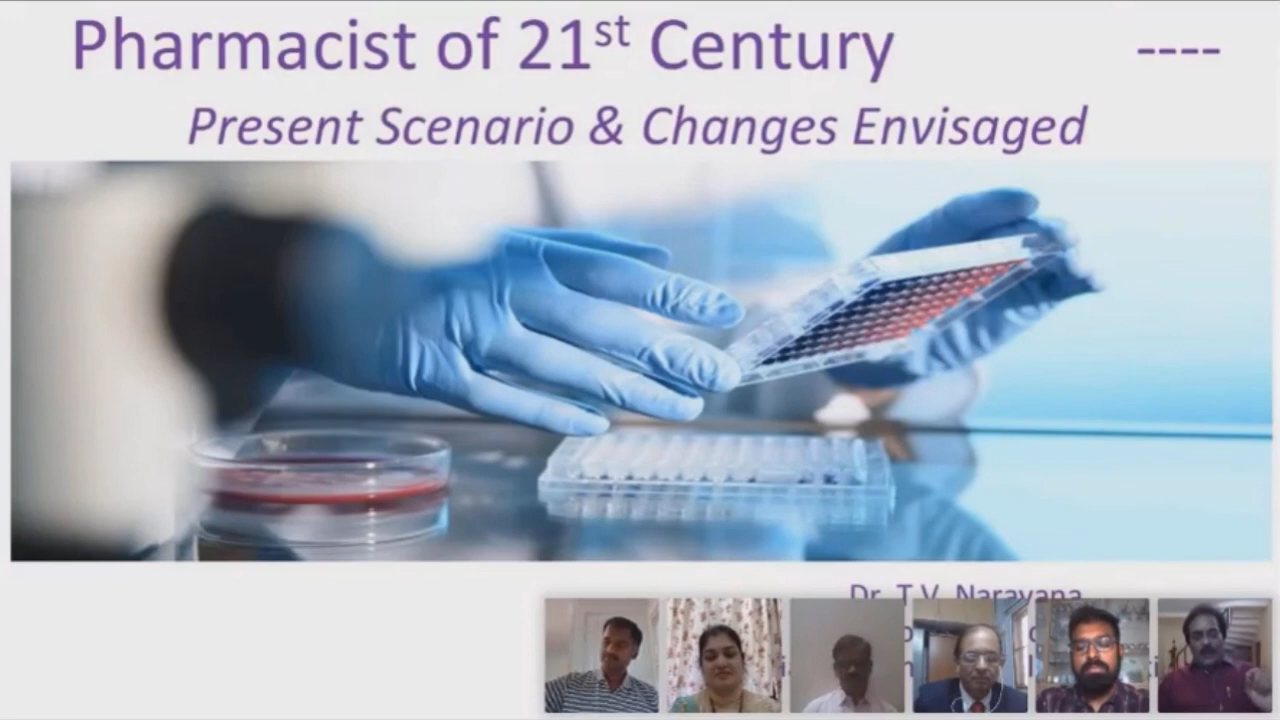 Pharmacist of 21st Century ----
Present Scenario & Changes Envisaged
Dr. T.V. Narayana